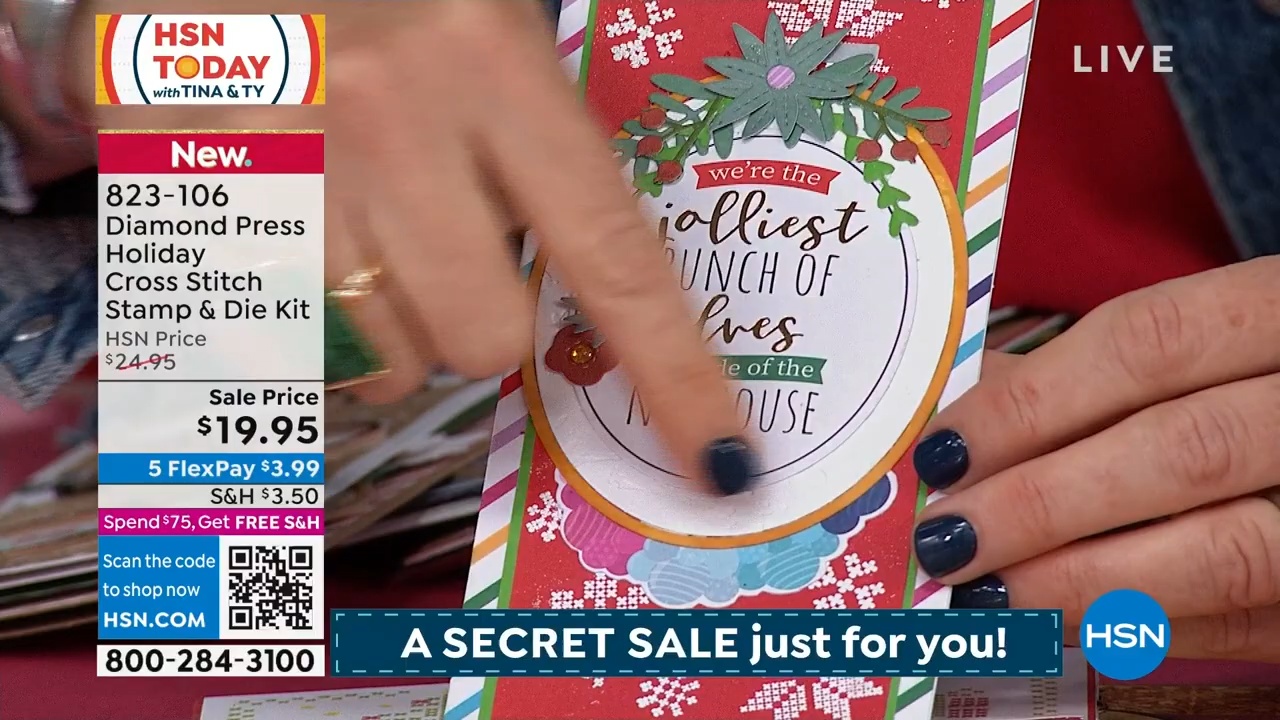 HSN
TODAY
with TINA & TY
LIVE
New.
823-106
Diamond Press
Holiday
Cross Stitch
Stamp & Die Kit
HSN Price
$24.95
Sale Price
$19.95
5 FlexPay $3.99
S&H $3.50
Spend $75, Get FREE S&H
Scan the code
to shop now
HSN.COM
800-284-3100
we're the
jolliest
BUNCH OF
of the
OUSE
A SECRET SALE just for you!
HSN